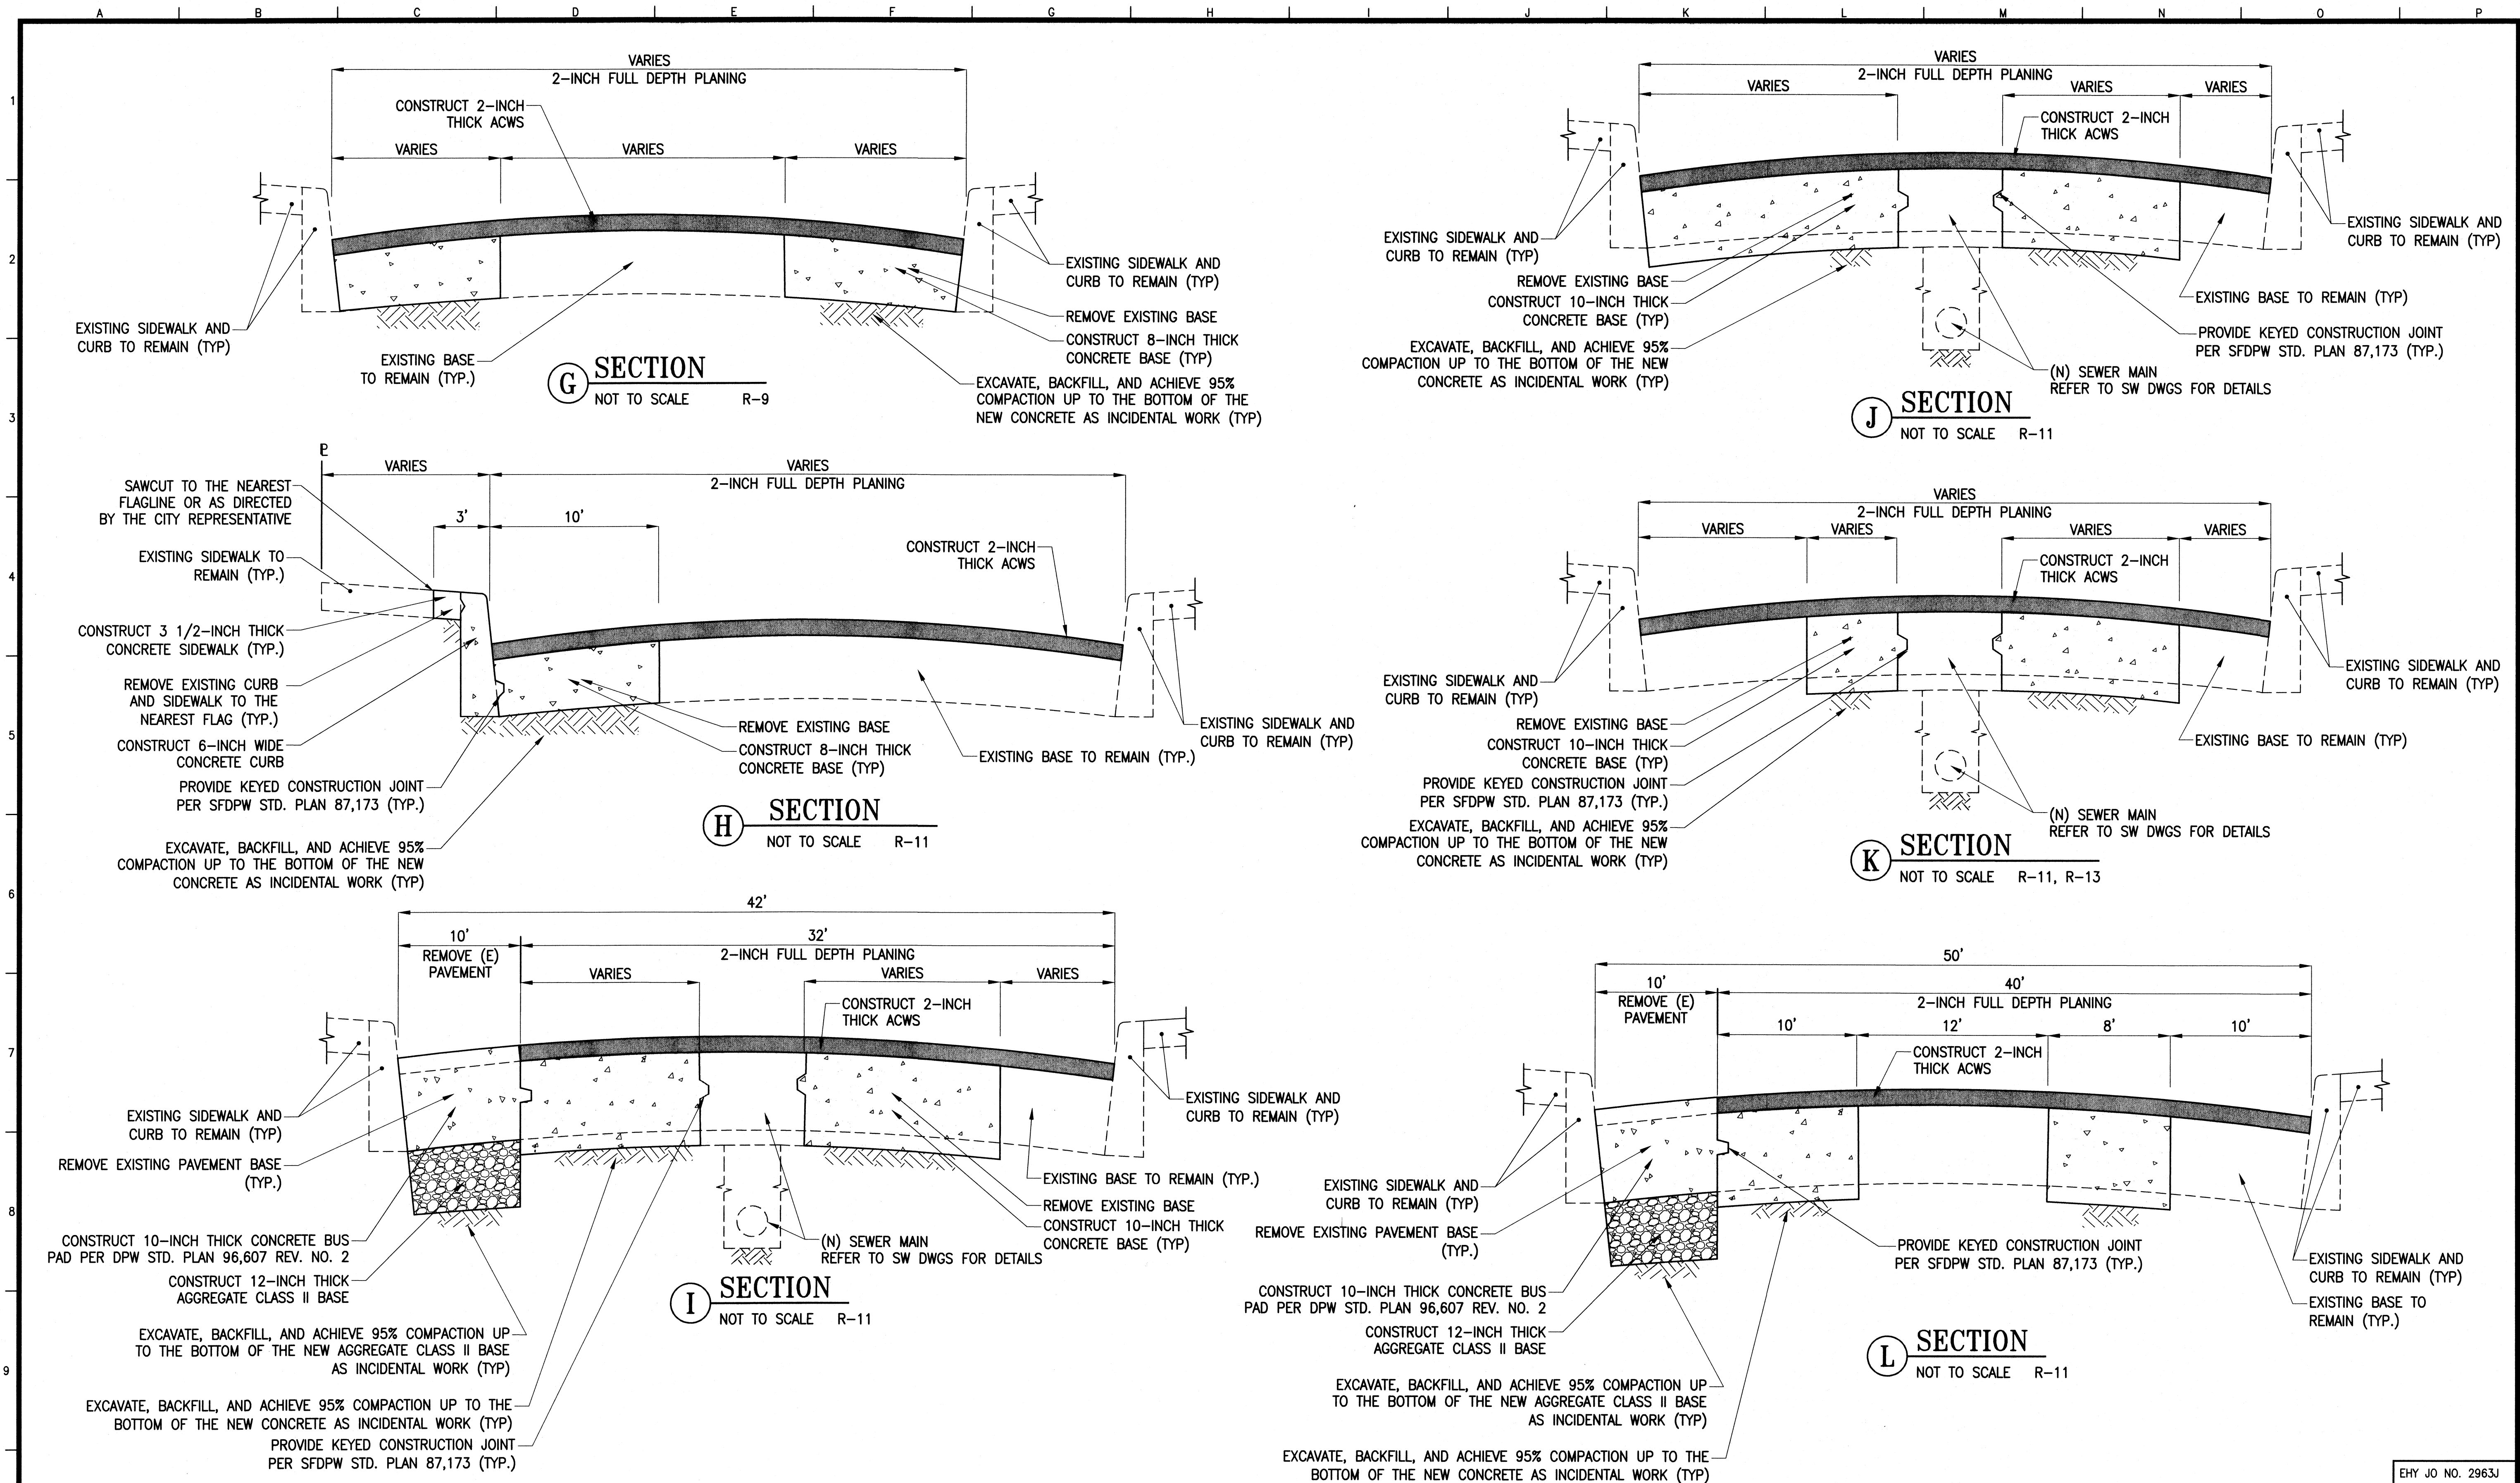 A B C D E F G H I J K L M N O P
1
2
3
4
5
6
7
8
9
VARIES
2-INCH FULL DEPTH PLANING
CONSTRUCT 2-INCH
THICK ACWS
VARIES
VARIES
VARIES
EXISTING SIDEWALK AND
CURB TO REMAIN (TYP)
EXISTING BASE
TO REMAIN (TYP.)
EXISTING SIDEWALK AND
CURB TO REMAIN (TYP)
REMOVE EXISTING BASE
CONSTRUCT 8-INCH THICK
CONCRETE BASE (TYP)
EXCAVATE, BACKFILL, AND ACHIEVE 95%
COMPACTION UP TO THE BOTTOM OF THE
NEW CONCRETE AS INCIDENTAL WORK (TYP)
G SECTION
NOT TO SCALE R-9
PL
VARIES
VARIES
2-INCH FULL DEPTH PLANING
3'
10'
SAWCUT TO THE NEAREST
FLAGLINE OR AS DIRECTED
BY THE CITY REPRESENTATIVE
EXISTING SIDEWALK TO
REMAIN (TYP.)
CONSTRUCT 3 1/2-INCH THICK
CONCRETE SIDEWALK (TYP.)
REMOVE EXISTING CURB
AND SIDEWALK TO THE
NEAREST FLAG (TYP.)
CONSTRUCT 6-INCH WIDE
CONCRETE CURB
PROVIDE KEYED CONSTRUCTION JOINT
PER SFDPW STD. PLAN 87,173 (TYP.)
EXCAVATE, BACKFILL, AND ACHIEVE 95%
COMPACTION UP TO THE BOTTOM OF THE NEW
CONCRETE AS INCIDENTAL WORK (TYP)
CONSTRUCT 2-INCH
THICK ACWS
REMOVE EXISTING BASE
CONSTRUCT 8-INCH THICK
CONCRETE BASE (TYP)
EXISTING SIDEWALK AND
CURB TO REMAIN (TYP)
EXISTING BASE TO REMAIN (TYP.)
H SECTION
NOT TO SCALE R-11
42'
10'
REMOVE (E)
PAVEMENT
32'
2-INCH FULL DEPTH PLANING
VARIES
VARIES
VARIES
CONSTRUCT 2-INCH
THICK ACWS
EXISTING SIDEWALK AND
CURB TO REMAIN (TYP)
REMOVE EXISTING PAVEMENT BASE
(TYP.)
CONSTRUCT 10-INCH THICK CONCRETE BUS
PAD PER DPW STD. PLAN 96,607 REV. NO. 2
CONSTRUCT 12-INCH THICK
AGGREGATE CLASS II BASE
EXCAVATE, BACKFILL, AND ACHIEVE 95% COMPACTION UP
TO THE BOTTOM OF THE NEW AGGREGATE CLASS II BASE
AS INCIDENTAL WORK (TYP)
EXCAVATE, BACKFILL, AND ACHIEVE 95% COMPACTION UP TO THE
BOTTOM OF THE NEW CONCRETE AS INCIDENTAL WORK (TYP)
PROVIDE KEYED CONSTRUCTION JOINT
PER SFDPW STD. PLAN 87,173 (TYP.)
EXISTING SIDEWALK AND
CURB TO REMAIN (TYP)
EXISTING BASE TO REMAIN (TYP.)
REMOVE EXISTING BASE
CONSTRUCT 10-INCH THICK
CONCRETE BASE (TYP)
(N) SEWER MAIN
REFER TO SW DWGS FOR DETAILS
I SECTION
NOT TO SCALE R-11
VARIES
2-INCH FULL DEPTH PLANING
VARIES
VARIES
VARIES
CONSTRUCT 2-INCH
THICK ACWS
EXISTING SIDEWALK AND
CURB TO REMAIN (TYP)
REMOVE EXISTING BASE
CONSTRUCT 10-INCH THICK
CONCRETE BASE (TYP)
EXCAVATE, BACKFILL, AND ACHIEVE 95%
COMPACTION UP TO THE BOTTOM OF THE NEW
CONCRETE AS INCIDENTAL WORK (TYP)
EXISTING SIDEWALK AND
CURB TO REMAIN (TYP)
EXISTING BASE TO REMAIN (TYP)
PROVIDE KEYED CONSTRUCTION JOINT
PER SFDPW STD. PLAN 87,173 (TYP.)
(N) SEWER MAIN
REFER TO SW DWGS FOR DETAILS
J SECTION
NOT TO SCALE R-11
VARIES
2-INCH FULL DEPTH PLANING
VARIES
VARIES
VARIES
VARIES
CONSTRUCT 2-INCH
THICK ACWS
EXISTING SIDEWALK AND
CURB TO REMAIN (TYP)
REMOVE EXISTING BASE
CONSTRUCT 10-INCH THICK
CONCRETE BASE (TYP)
PROVIDE KEYED CONSTRUCTION JOINT
PER SFDPW STD. PLAN 87,173 (TYP.)
EXCAVATE, BACKFILL, AND ACHIEVE 95%
COMPACTION UP TO THE BOTTOM OF THE NEW
CONCRETE AS INCIDENTAL WORK (TYP)
EXISTING SIDEWALK AND
CURB TO REMAIN (TYP)
EXISTING BASE TO REMAIN (TYP)
(N) SEWER MAIN
REFER TO SW DWGS FOR DETAILS
K SECTION
NOT TO SCALE R-11, R-13
50'
10'
REMOVE (E)
PAVEMENT
40'
2-INCH FULL DEPTH PLANING
10'
12'
8'
10'
CONSTRUCT 2-INCH
THICK ACWS
EXISTING SIDEWALK AND
CURB TO REMAIN (TYP)
REMOVE EXISTING PAVEMENT BASE
(TYP.)
CONSTRUCT 10-INCH THICK CONCRETE BUS
PAD PER DPW STD. PLAN 96,607 REV. NO. 2
CONSTRUCT 12-INCH THICK
AGGREGATE CLASS II BASE
EXCAVATE, BACKFILL, AND ACHIEVE 95% COMPACTION UP
TO THE BOTTOM OF THE NEW AGGREGATE CLASS II BASE
AS INCIDENTAL WORK (TYP)
EXCAVATE, BACKFILL, AND ACHIEVE 95% COMPACTION UP TO THE
BOTTOM OF THE NEW CONCRETE AS INCIDENTAL WORK (TYP)
PROVIDE KEYED CONSTRUCTION JOINT
PER SFDPW STD. PLAN 87,173 (TYP.)
EXISTING SIDEWALK AND
CURB TO REMAIN (TYP)
EXISTING BASE TO
REMAIN (TYP.)
L SECTION
NOT TO SCALE R-11
EHY JO NO. 2963J